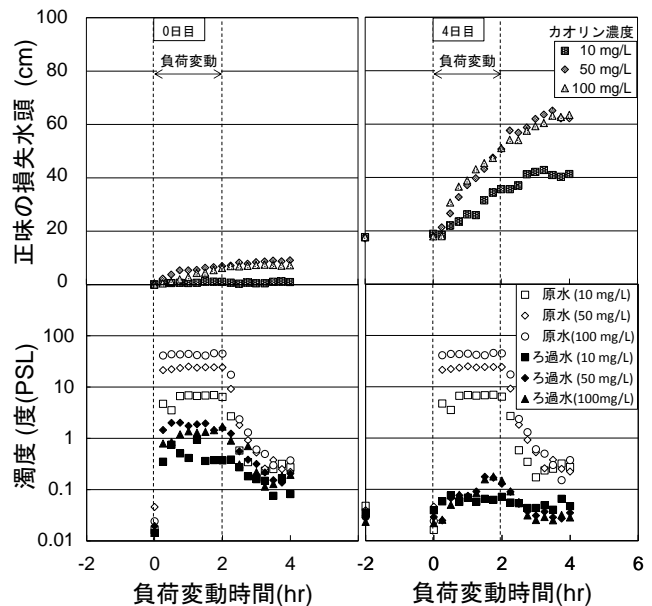 0日目
負荷変動
4日目
負荷変動
カオリン濃度
10 mg/L
50 mg/L
100 mg/L
正味の損失水頭 (cm)
100
80
60
40
20
0
原水 (10 mg/L)
原水 (50 mg/L)
原水 (100 mg/L)
ろ過水 (10 mg/L)
ろ過水 (50 mg/L)
ろ過水(100mg/L)
濁度 (度(PSL)
100
10
1
0.1
0.01
-2 0 2 4 6
-2 0 2 4 6
負荷変動時間(hr) 負荷変動時間(hr)